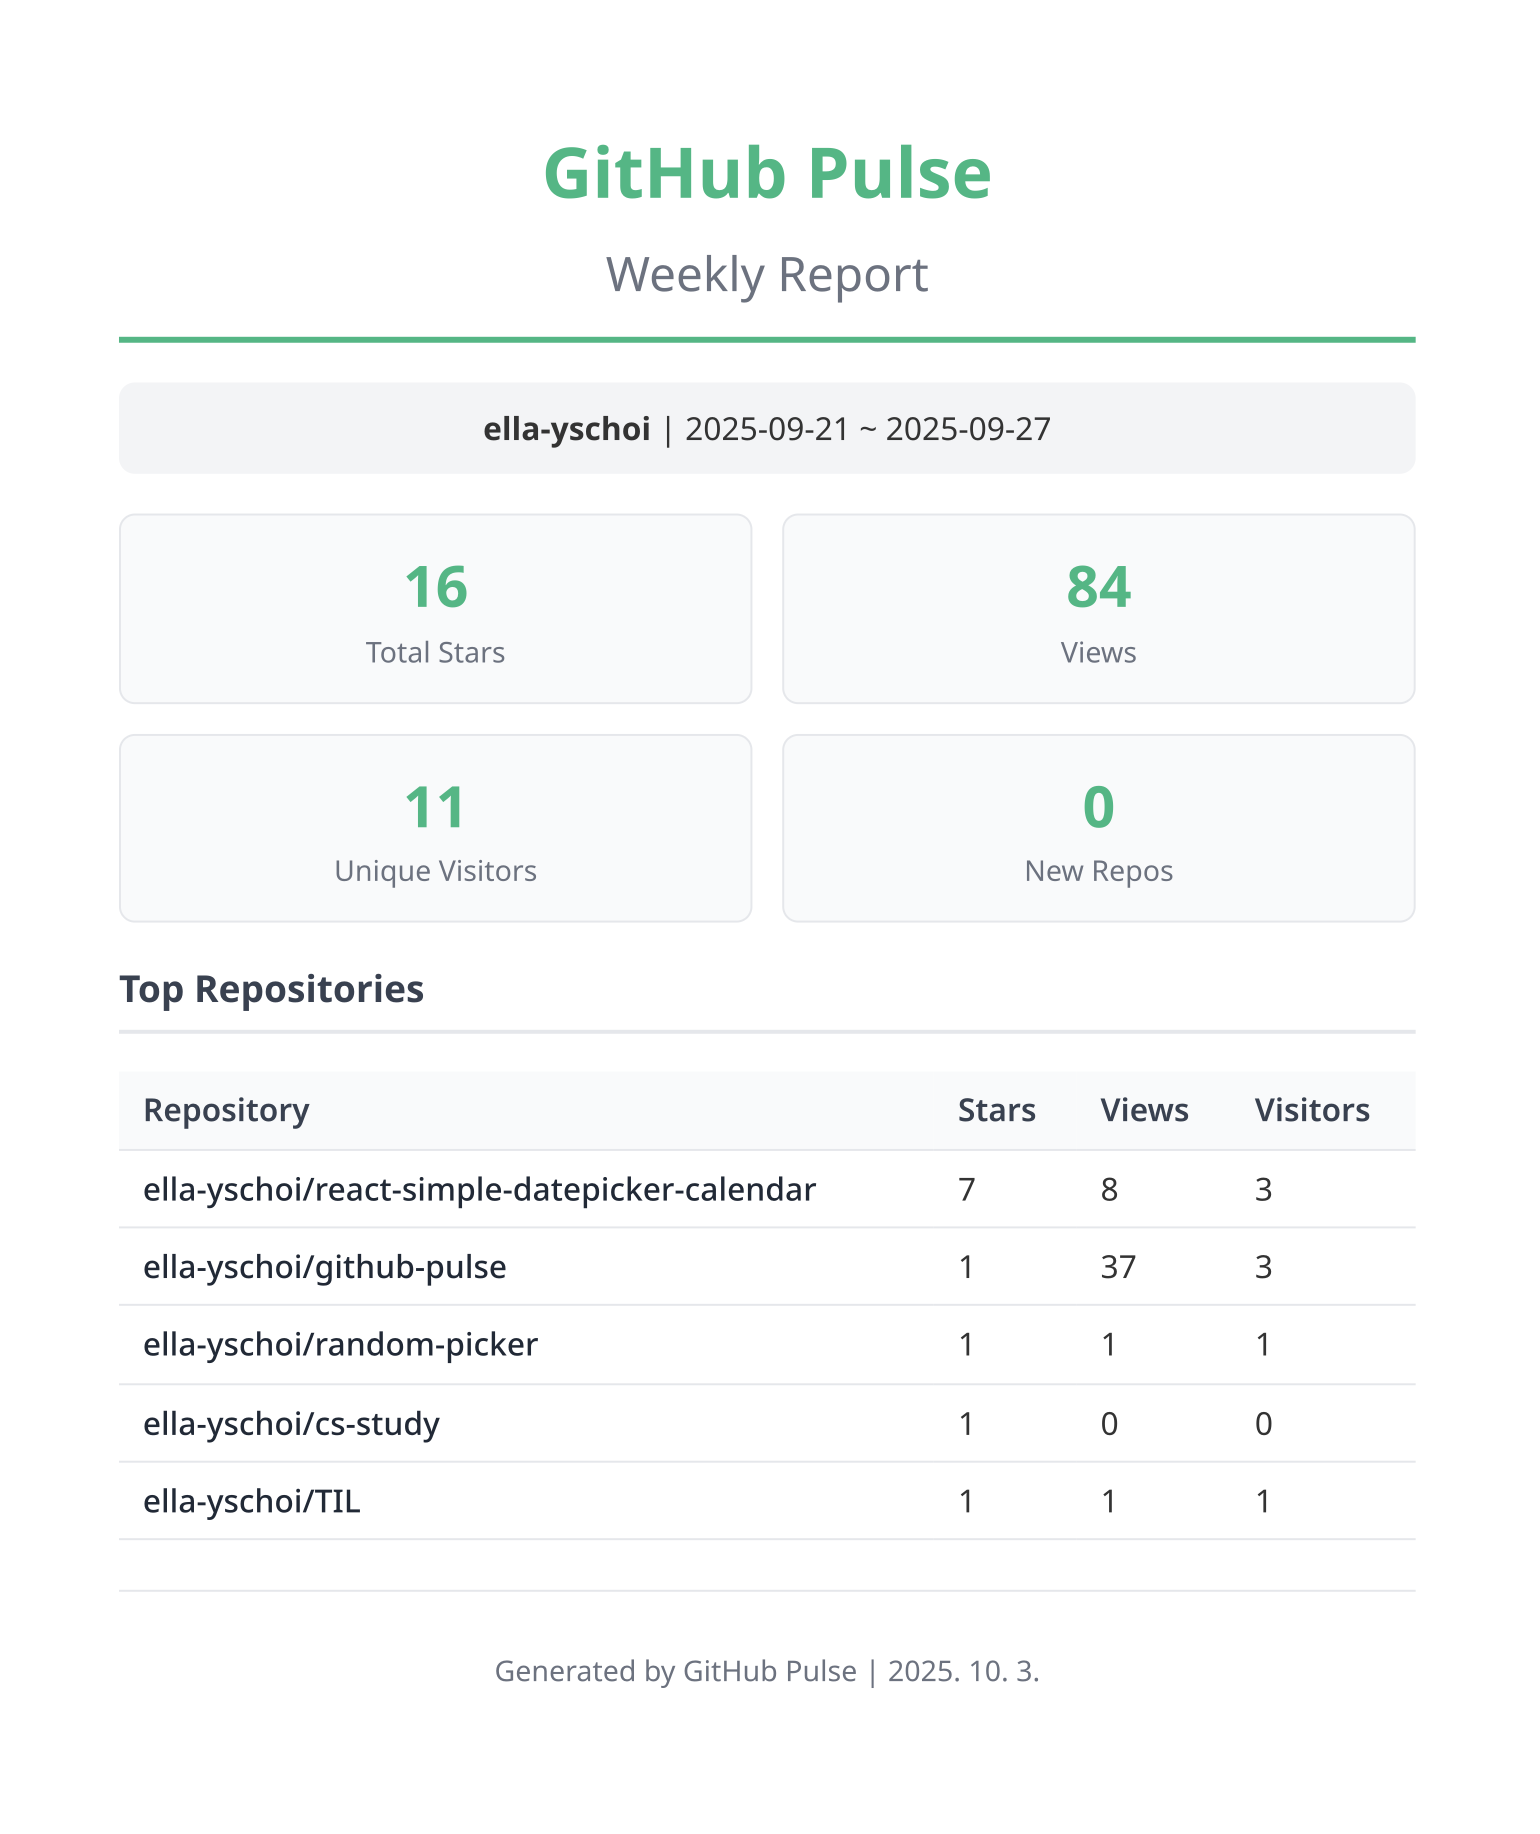 GitHub Pulse
Weekly Report
ella-yschoi | 2025-09-21 ~ 2025-09-27
16
Total Stars
84
Views
11
Unique Visitors
0
New Repos
Top Repositories
Repository Stars Views Visitors
ella-yschoi/react-simple-datepicker-calendar 7 8 3
ella-yschoi/github-pulse 1 37 3
ella-yschoi/random-picker 1 1 1
ella-yschoi/cs-study 1 0 0
ella-yschoi/TIL 1 1 1
Generated by GitHub Pulse | 2025. 10. 3.